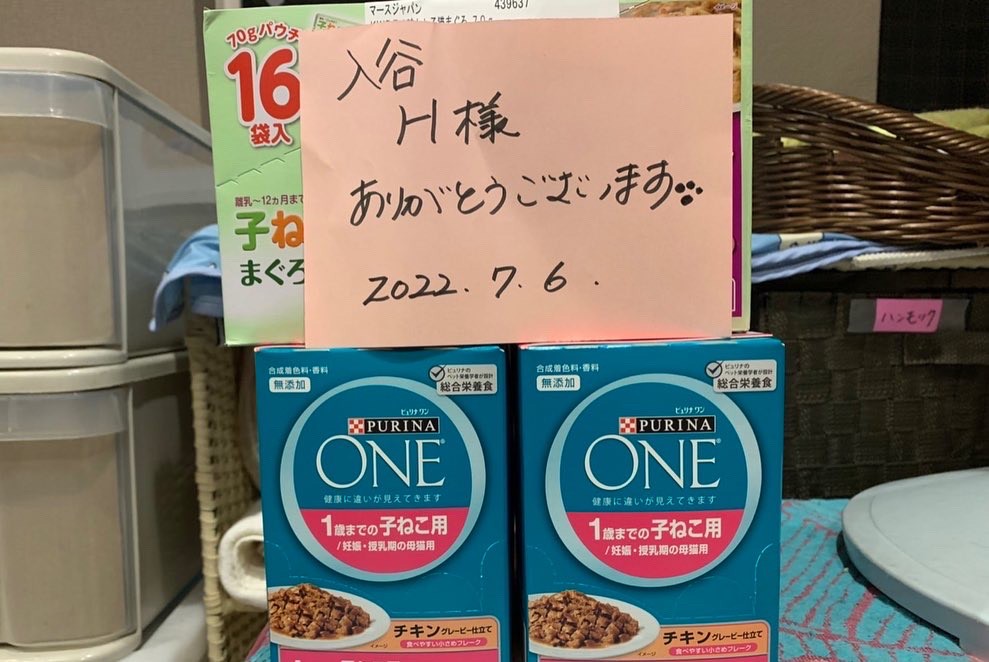 マースジャパン 439637
70gパウチ
16
袋入
離乳～12ヵ月まで
子ね
まぐろ
入谷
H 様
ありがとうございます
2022.7.6.
ハンモック
合成着色料・香料
無添加
ピュリナの
ペット栄養学者が設計
総合栄養食
ピュリナ ワン
PURINA
ONE
健康に違いが見えてきます
1歳までの子ねこ用
/妊娠・授乳期の母猫用
チキングレービー仕立て
食べやすい小さめフレーク
イメージ
合成着色料・香料
無添加
ピュリナの
ペット栄養学者が設計
総合栄養食
ピュリナ ワン
PURINA
ONE
健康に違いが見えてきます
1歳までの子ねこ用
/妊娠・授乳期の母猫用
チキングレービー仕立て
食べやすい小さめフレーク
イメージ